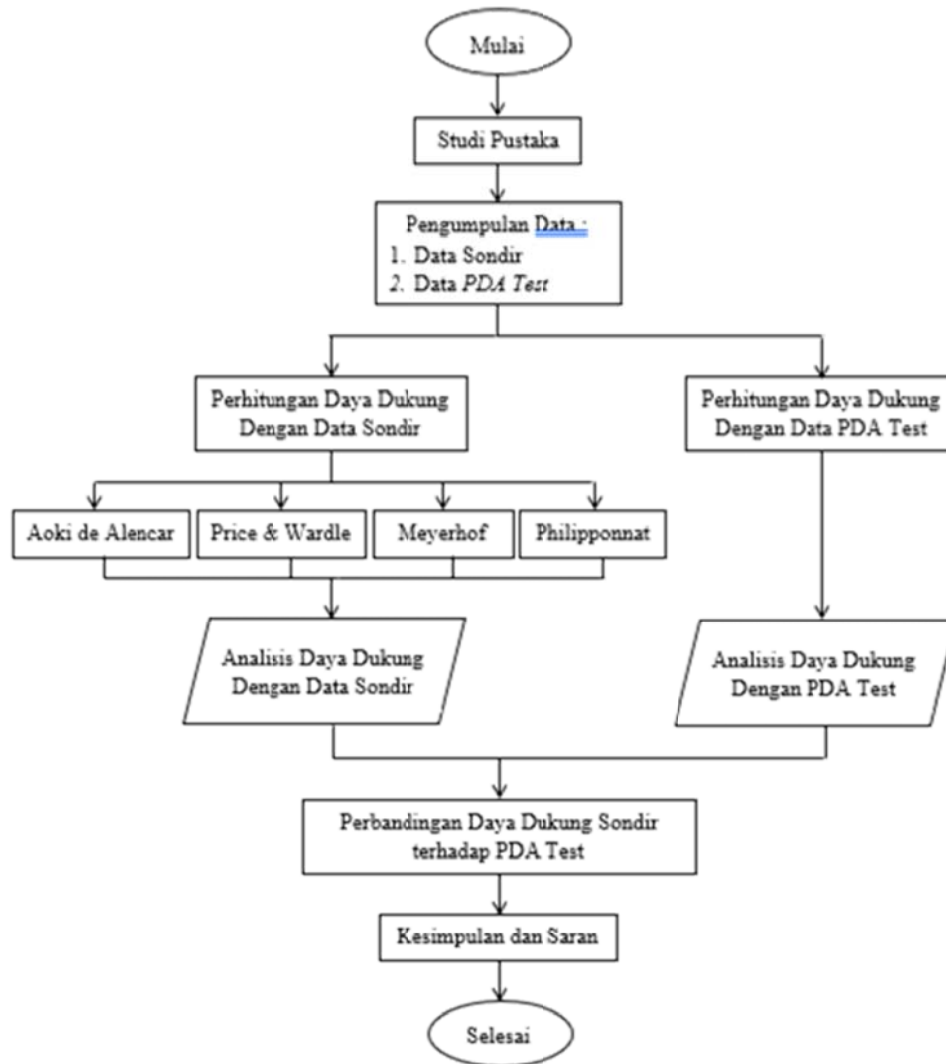 Mulai
Studi Pustaka
Pengumpulan Data :
1. Data Sondir
2. Data PDA Test
Perhitungan Daya Dukung
Dengan Data Sondir
Perhitungan Daya Dukung
Dengan Data PDA Test
Aoki de Alencar
Price & Wardle
Meyerhof
Philipponnat
Analisis Daya Dukung
Dengan Data Sondir
Analisis Daya Dukung
Dengan PDA Test
Perbandingan Daya Dukung Sondir
terhadap PDA Test
Kesimpulan dan Saran
Selesai